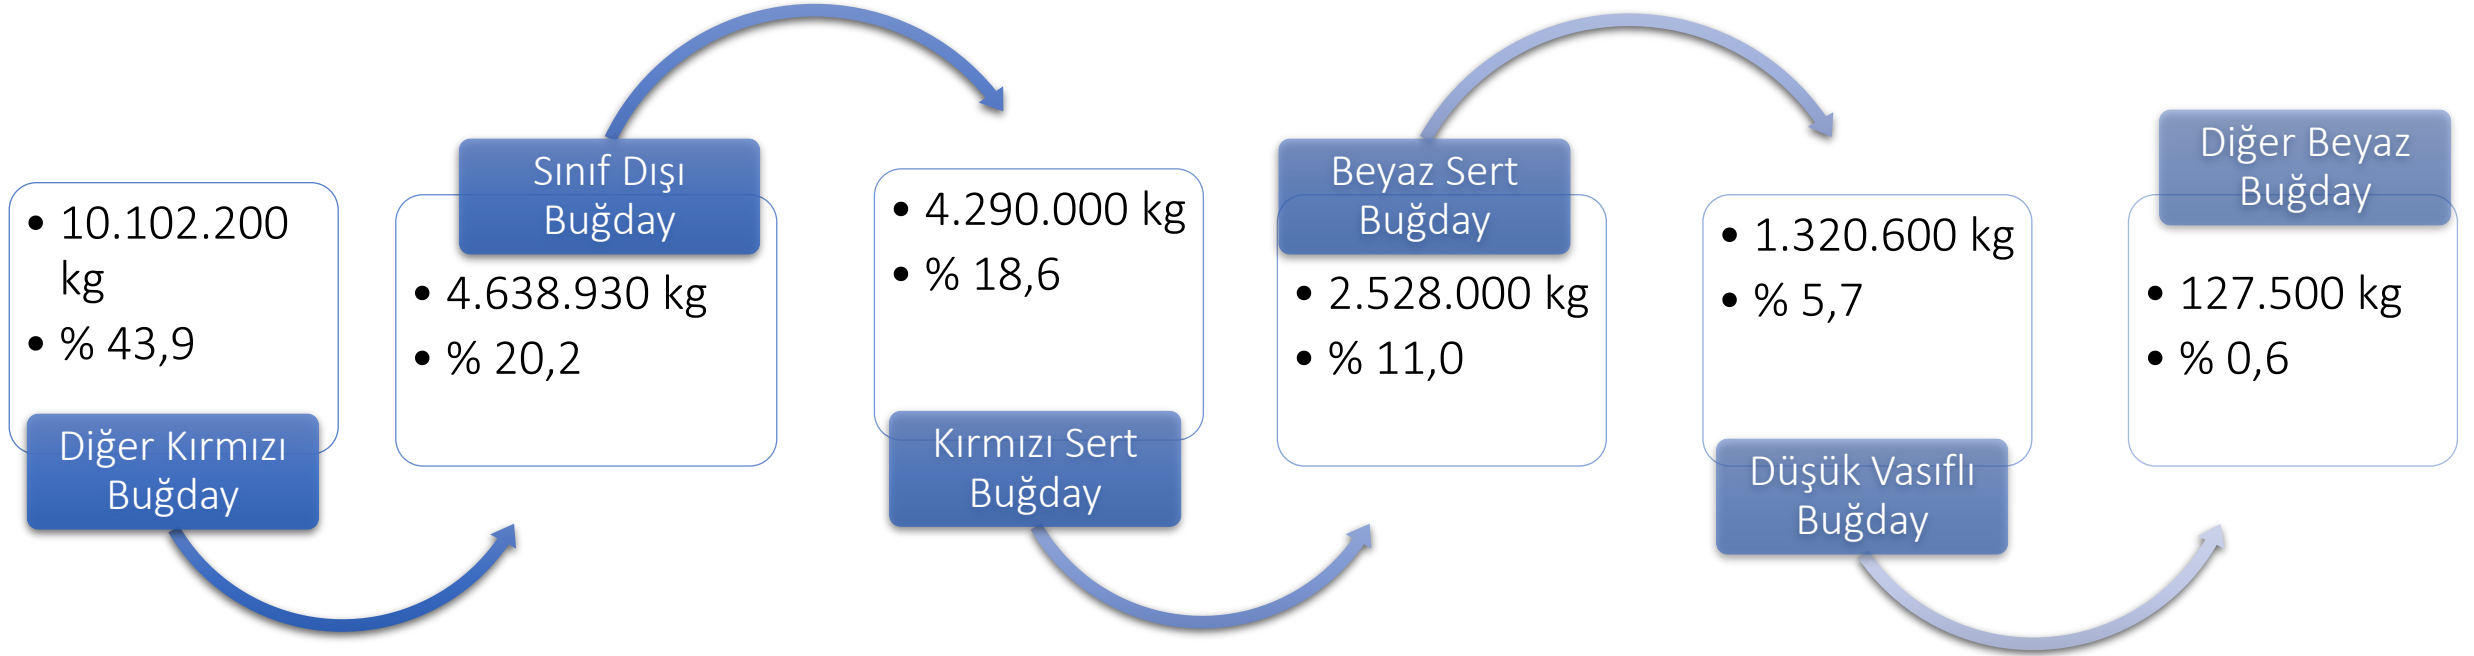 • 10.102.200
kg
• % 43,9
Diğer Kırmızı
Buğday
Sınıf Dışı
Buğday
• 4.638.930 kg
• % 20,2
• 4.290.000 kg
• % 18,6
Kırmızı Sert
Buğday
Beyaz Sert
Buğday
• 2.528.000 kg
• % 11,0
• 1.320.600 kg
• % 5,7
Düşük Vasıflı
Buğday
Diğer Beyaz
Buğday
• 127.500 kg
• % 0,6